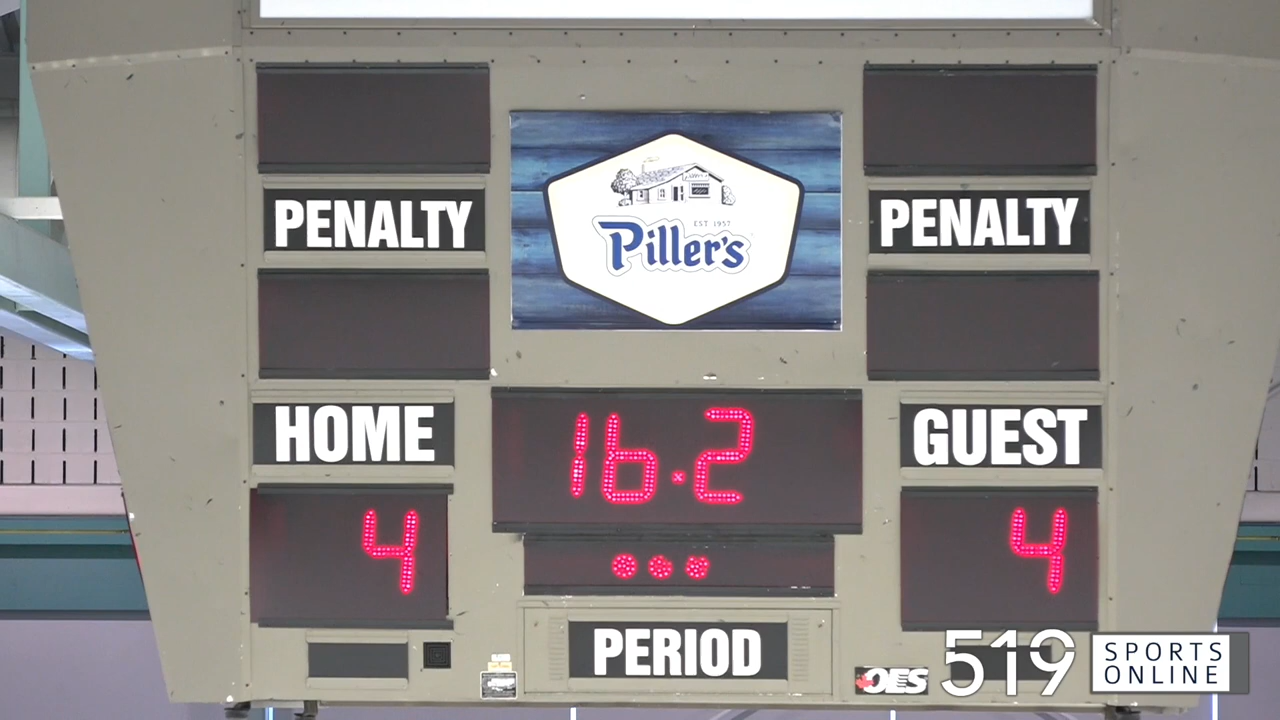 PENALTY
EST 1957
Piller's
PENALTY
HOME
16.2
GUEST
4
4
PERIOD
OES
519 SPORTS
ONLINE